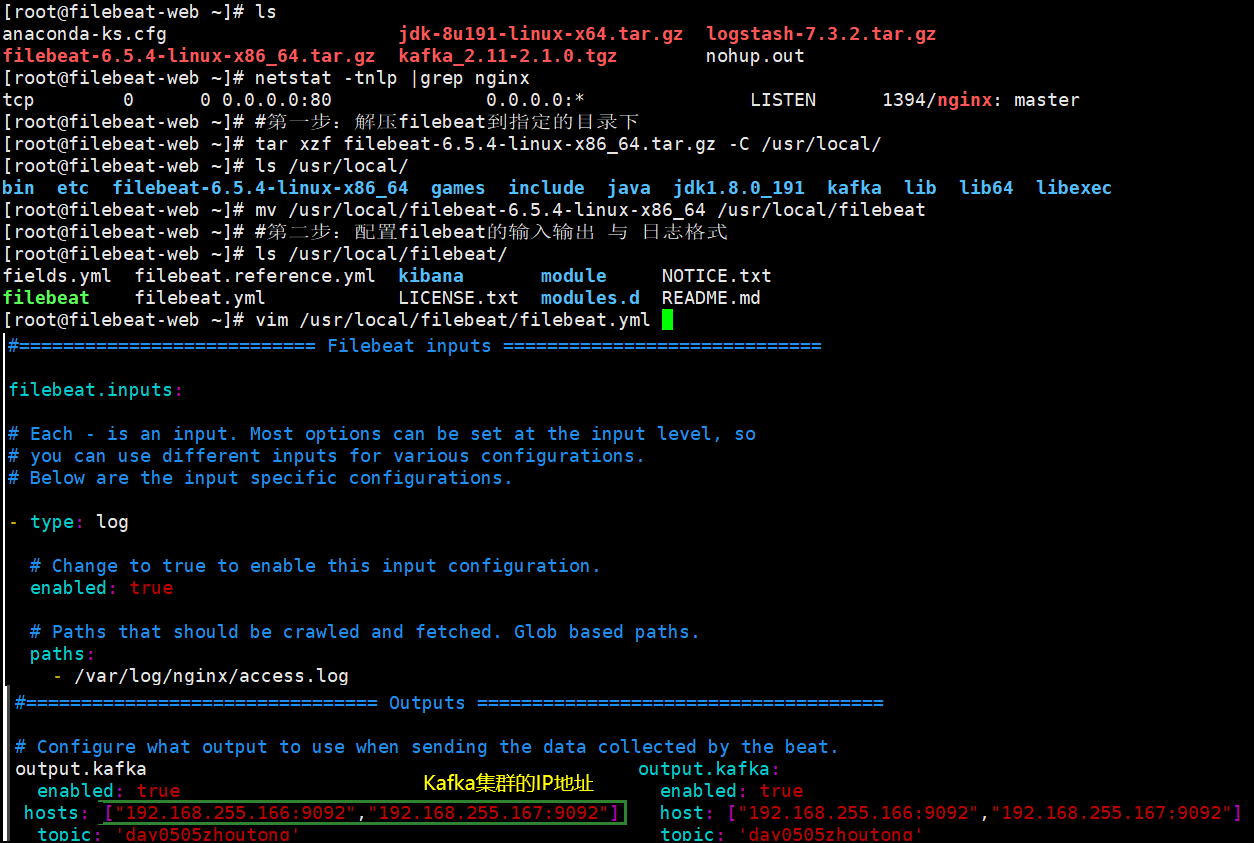 [root@filebeat-web ~]# ls
anaconda-ks.cfg jdk-8u191-linux-x64.tar.gz logstash-7.3.2.tar.gz
filebeat-6.5.4-linux-x86_64.tar.gz kafka_2.11-2.1.0.tgz nohup.out
[root@filebeat-web ~]# netstat -tnlp |grep nginx
tcp 0 0 0.0.0.0:80 0.0.0.0:* LISTEN 1394/nginx: master
[root@filebeat-web ~]# #第一步：解压filebeat到指定的目录下
[root@filebeat-web ~]# tar xzf filebeat-6.5.4-linux-x86_64.tar.gz -C /usr/local/
[root@filebeat-web ~]# ls /usr/local/
bin etc filebeat-6.5.4-linux-x86_64 games include java jdk1.8.0_191 kafka lib lib64 libexec
[root@filebeat-web ~]# mv /usr/local/filebeat-6.5.4-linux-x86_64 /usr/local/filebeat
[root@filebeat-web ~]# #第二步：配置filebeat的输入输出 与 日志格式
[root@filebeat-web ~]# ls /usr/local/filebeat/
fields.yml filebeat.reference.yml kibana module NOTICE.txt
filebeat filebeat.yml LICENSE.txt modules.d README.md
[root@filebeat-web ~]# vim /usr/local/filebeat/filebeat.yml
#=========================== Filebeat inputs =============================
filebeat.inputs:
# Each - is an input. Most options can be set at the input level, so
# you can use different inputs for various configurations.
# Below are the input specific configurations.
- type: log
# Change to true to enable this input configuration.
enabled: true
# Paths that should be crawled and fetched. Glob based paths.
paths:
- /var/log/nginx/access.log
#================================ Outputs =====================================
# Configure what output to use when sending the data collected by the beat.
output.kafka output.kafka:
enabled: true Kafka集群的IP地址 enabled: true
hosts: ["192.168.255.166:9092","192.168.255.167:9092"] host: ["192.168.255.166:9092","192.168.255.167:9092"]
topic: 'day0505zhoutong' topic: 'day0505zhoutong'